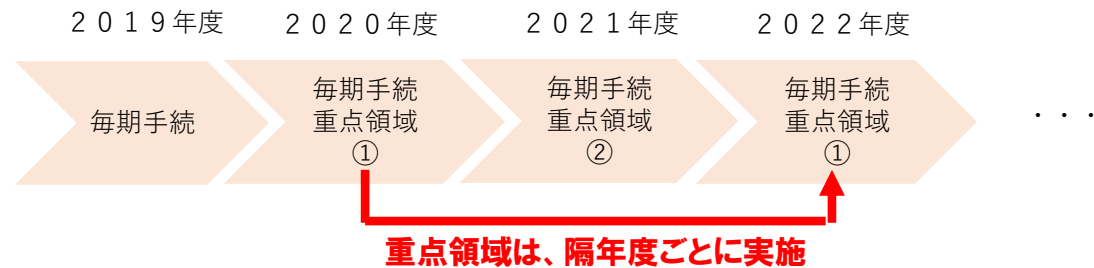 ２０１９年度
２０２０年度
２０２１年度
２０２２年度
毎期手続
毎期手続
重点領域
①
毎期手続
重点領域
②
毎期手続
重点領域
①
・・・
重点領域は、隔年度ごとに実施